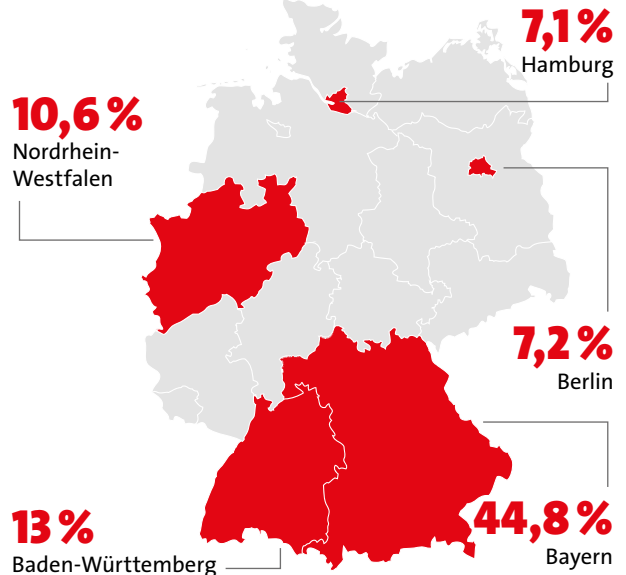 7,1 %
Hamburg
10,6 %
Nordrhein-
Westfalen
7,2 %
Berlin
13 %
Baden-Württemberg
44,8 %
Bayern